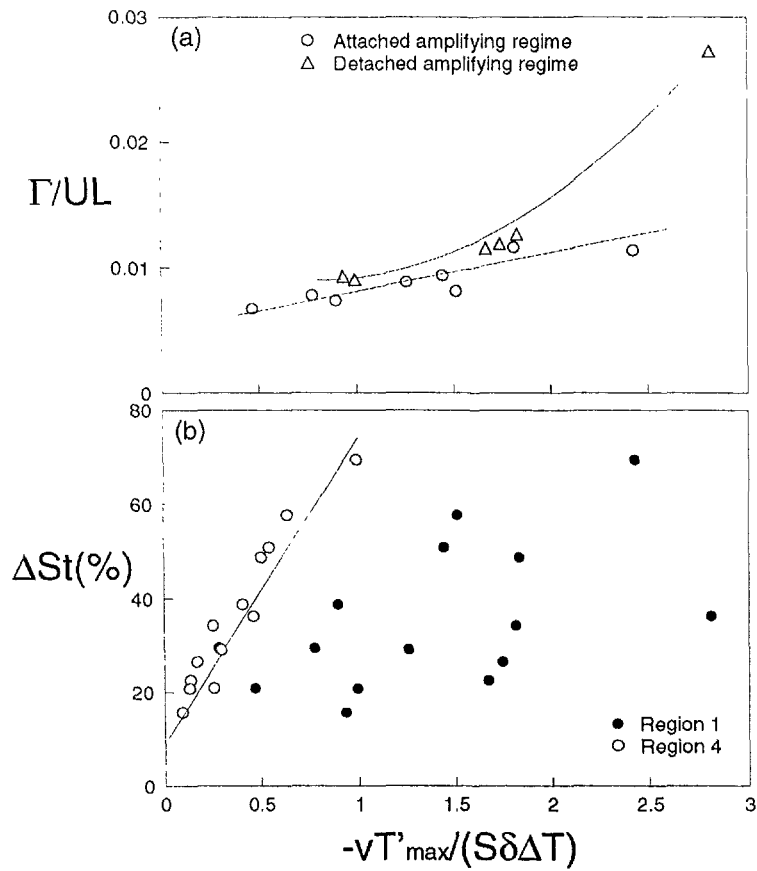 0.03
(a)
○ Attached amplifying regime
△ Detached amplifying regime
0.02
Γ/UL
0.01
0
80
(b)
60
ΔSt(%)
40
20
● Region 1
○ Region 4
0
0 0.5 1 1.5 2 2.5 3
-vT'max/(SδΔT)